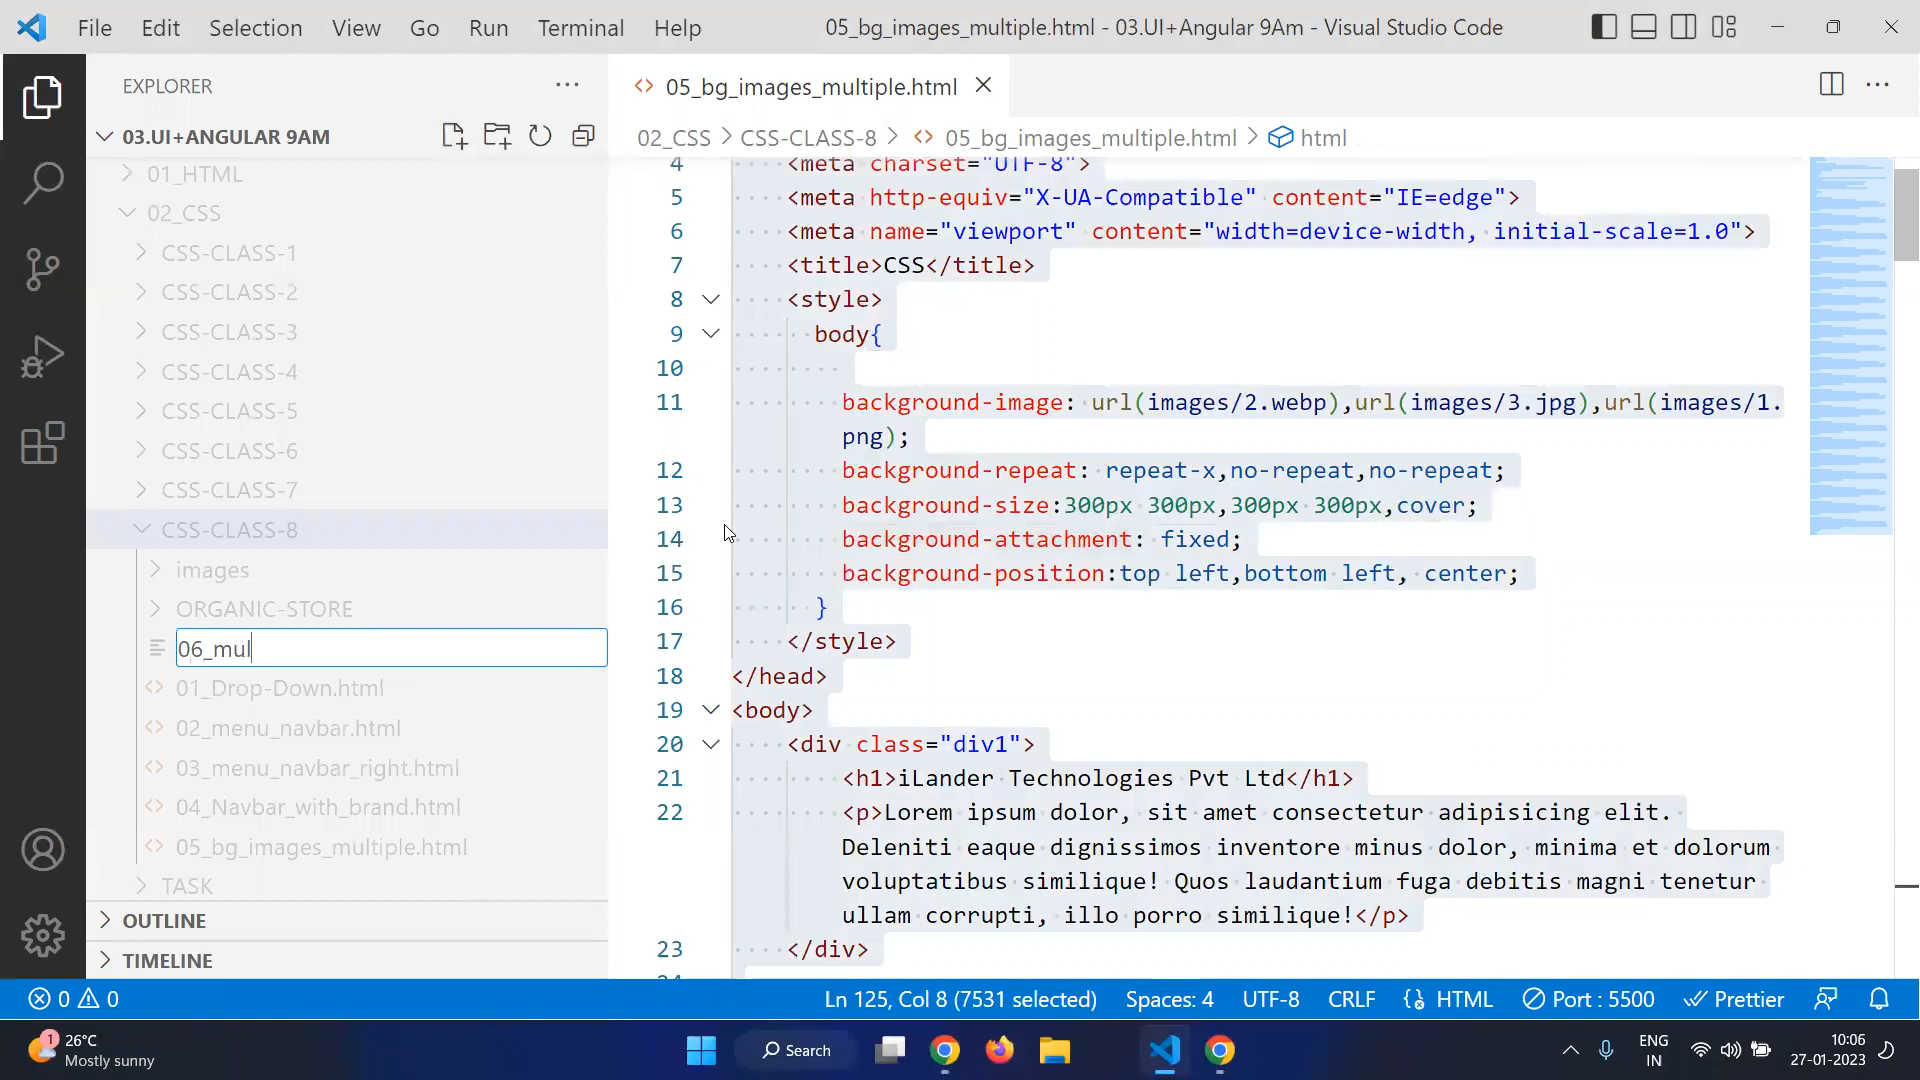 File Edit Selection View Go Run Terminal Help 05_bg_images_multiple.html - 03.UI+Angular 9Am - Visual Studio Code
EXPLORER
05_bg_images_multiple.html
03.UI+ANGULAR 9AM
02_CSS > CSS-CLASS-8 > 05_bg_images_multiple.html > html
01_HTML
02_CSS
CSS-CLASS-1
CSS-CLASS-2
CSS-CLASS-3
CSS-CLASS-4
CSS-CLASS-5
CSS-CLASS-6
CSS-CLASS-7
CSS-CLASS-8
images
ORGANIC-STORE
06_mul
01_Drop-Down.html
02_menu_navbar.html
03_menu_navbar_right.html
04_Navbar_with_brand.html
05_bg_images_multiple.html
TASK
OUTLINE
TIMELINE
4 <meta charset="UTF-8">
5 <meta http-equiv="X-UA-Compatible" content="IE=edge">
6 <meta name="viewport" content="width=device-width, initial-scale=1.0">
7 <title>CSS</title>
8 <style>
9 body{
10
11 background-image: url(images/2.webp),url(images/3.jpg),url(images/1.
png);
12 background-repeat: repeat-x,no-repeat,no-repeat;
13 background-size:300px 300px,300px 300px,cover;
14 background-attachment: fixed;
15 background-position:top left,bottom left, center;
16 }
17 </style>
18 </head>
19 <body>
20 <div class="div1">
21 <h1>iLander Technologies Pvt Ltd</h1>
22 <p>Lorem ipsum dolor, sit amet consectetur adipisicing elit.
Deleniti eaque dignissimos inventore minus dolor, minima et dolorum
voluptatibus similique! Quos laudantium fuga debitis magni tenetur
ullam corrupti, illo porro similique!</p>
23 </div>
0 0 Ln 125, Col 8 (7531 selected) Spaces: 4 UTF-8 CRLF HTML Port : 5500 Prettier
1 26°C
Mostly sunny
Search
ENG
IN
10:06
27-01-2023